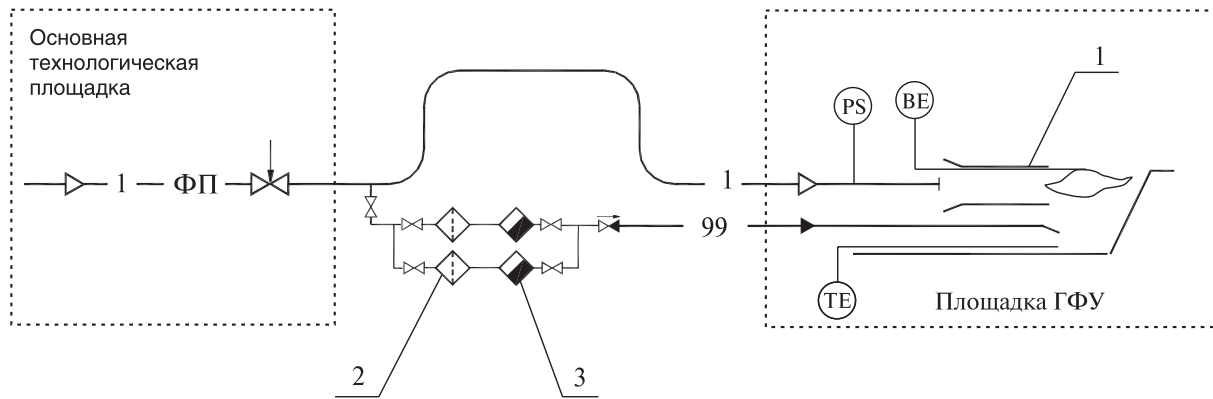 Основная
технологическая
площадка
1
ФП
1
99
PS
BE
1
TE
Площадка ГФУ
2
3